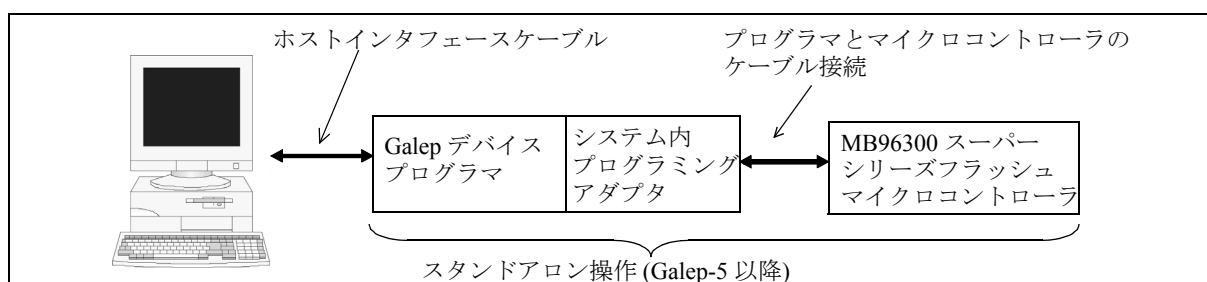 ホストインタフェースケーブル
プログラマとマイクロコントローラの
ケーブル接続
Galep デバイス
プログラマ
システム内
プログラミング
アダプタ
MB96300 スーパー
シリーズフラッシュ
マイクロコントローラ
スタンドアロン操作 (Galep-5 以降)